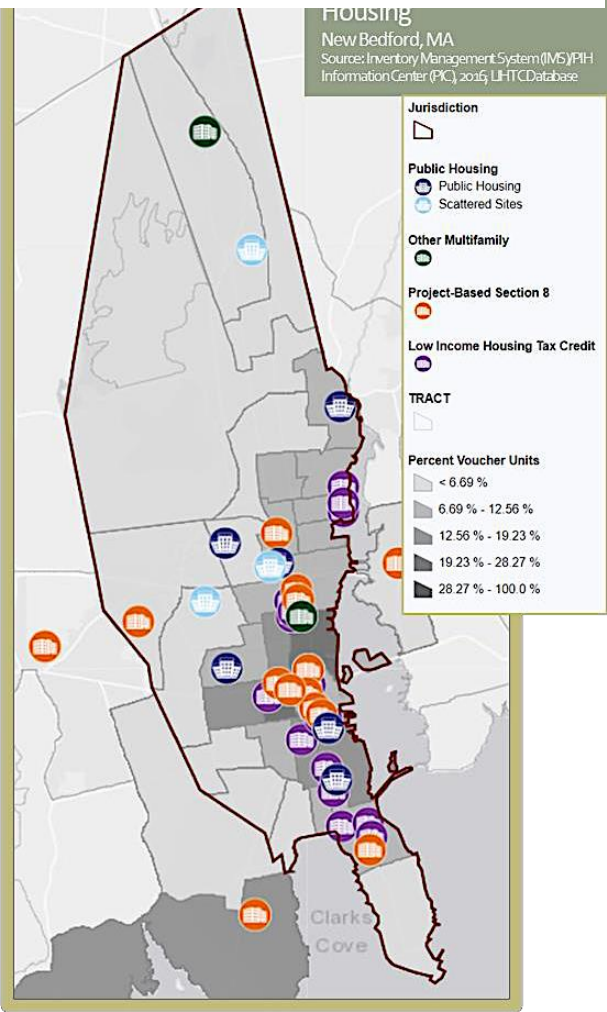 Housing
New Bedford, MA
Source: Inventory Management System (IMS)/PIH
Information Center (PIC), 2016; LIHTC Database
Jurisdiction
Public Housing
Public Housing
Scattered Sites
Other Multifamily
Project-Based Section 8
Low Income Housing Tax Credit
TRACT
Percent Voucher Units
< 6.69 %
6.69 % - 12.56 %
12.56 % - 19.23 %
19.23 % - 28.27 %
28.27 % - 100.0 %
Clarks
Cove